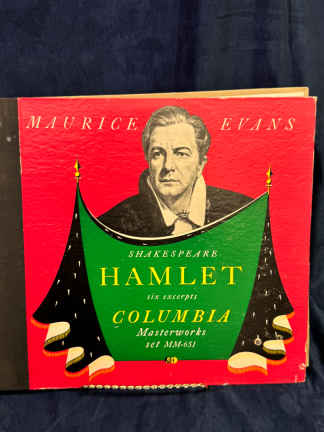 MAURICE EVANS
SHAKESPEARE:
HAMLET
six excerpts
COLUMBIA
Masterworks
set MM-651